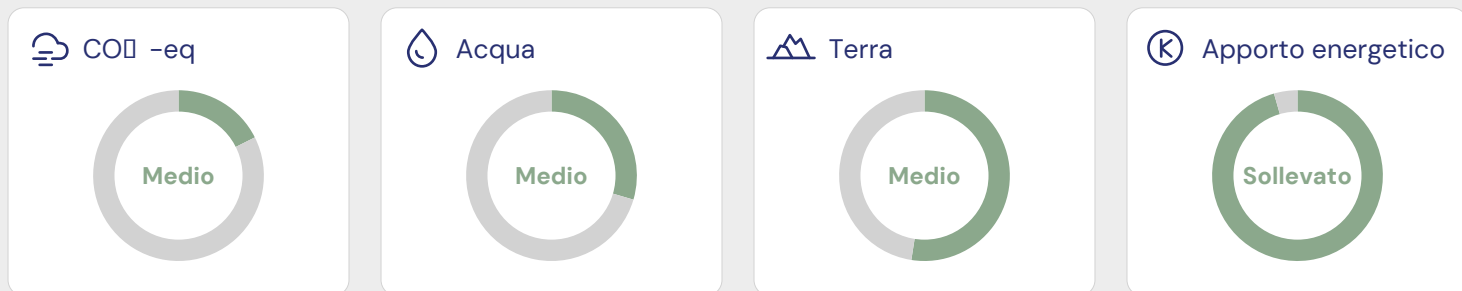 CO▯ -eq
Medio
Acqua
Medio
Terra
Medio
Apporto energetico
Sollevato